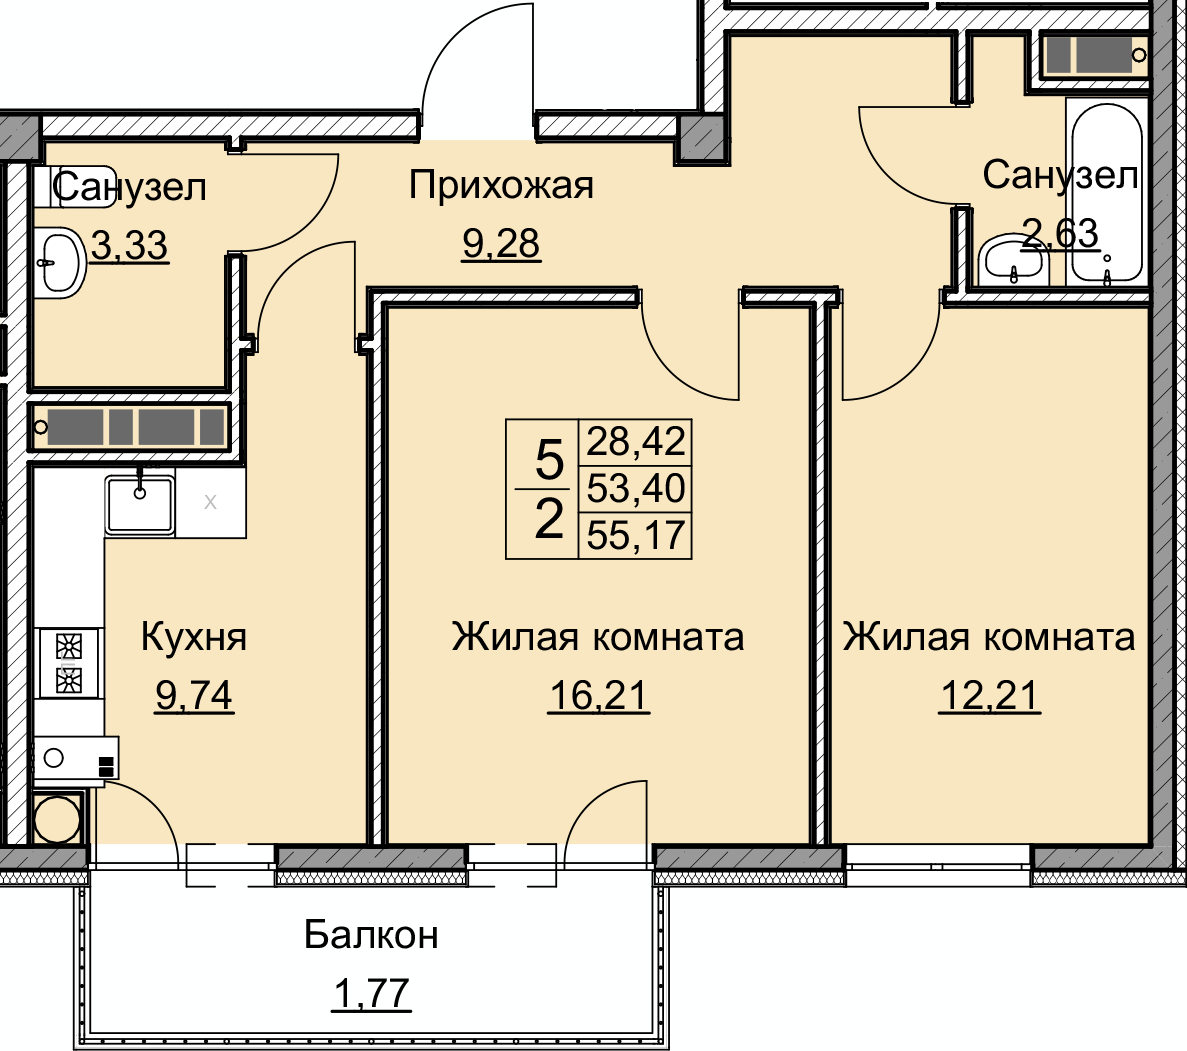 Санузел
3,33
Прихожая
9,28
Санузел
2,63
5
2
28,42
53,40
55,17
X
Кухня
9,74
Жилая комната
16,21
Жилая комната
12,21
Балкон
1,77